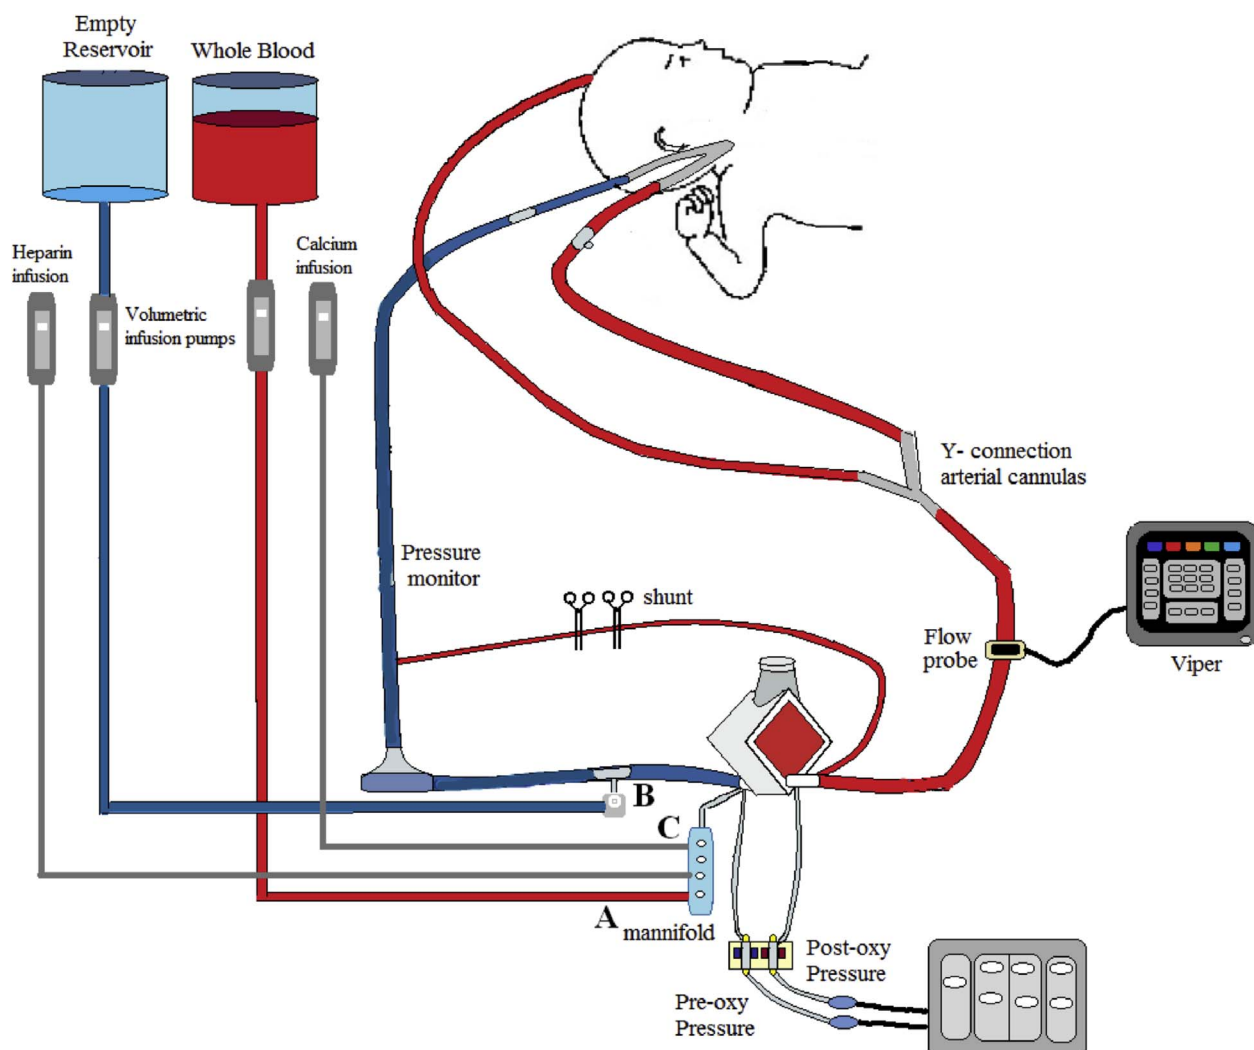 Empty
Reservoir
Whole Blood
Heparin
infusion
Calcium
infusion
Volumetric
infusion pumps
Y- connection
arterial cannulas
Pressure
monitor
shunt
Flow
probe
Viper
B
C
A
mannifold
Post-oxy
Pressure
Pre-oxy
Pressure